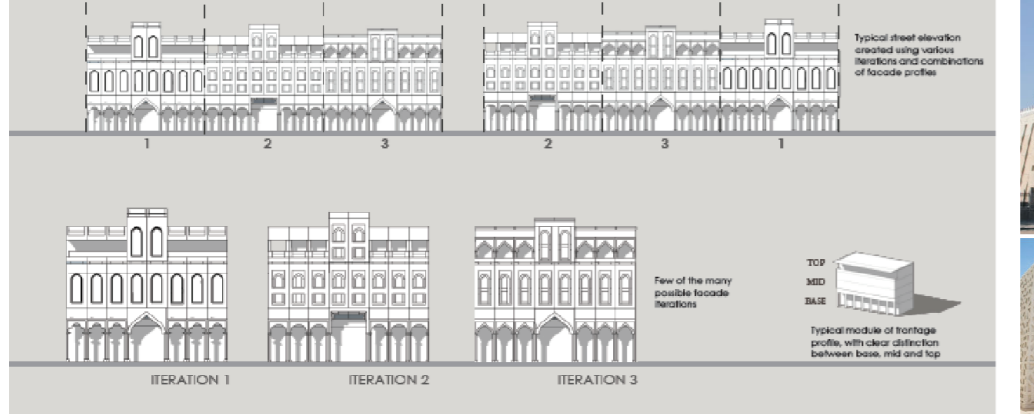 Typical street elevation
created using various
iterations and combinations
of facade profiles
1 2 3 2 3 1
Few of the many
possible facade
iterations
TOP
MID
BASE
Typical module of frontage
profile, with clear distinction
between base, mid and top
ITERATION 1 ITERATION 2 ITERATION 3